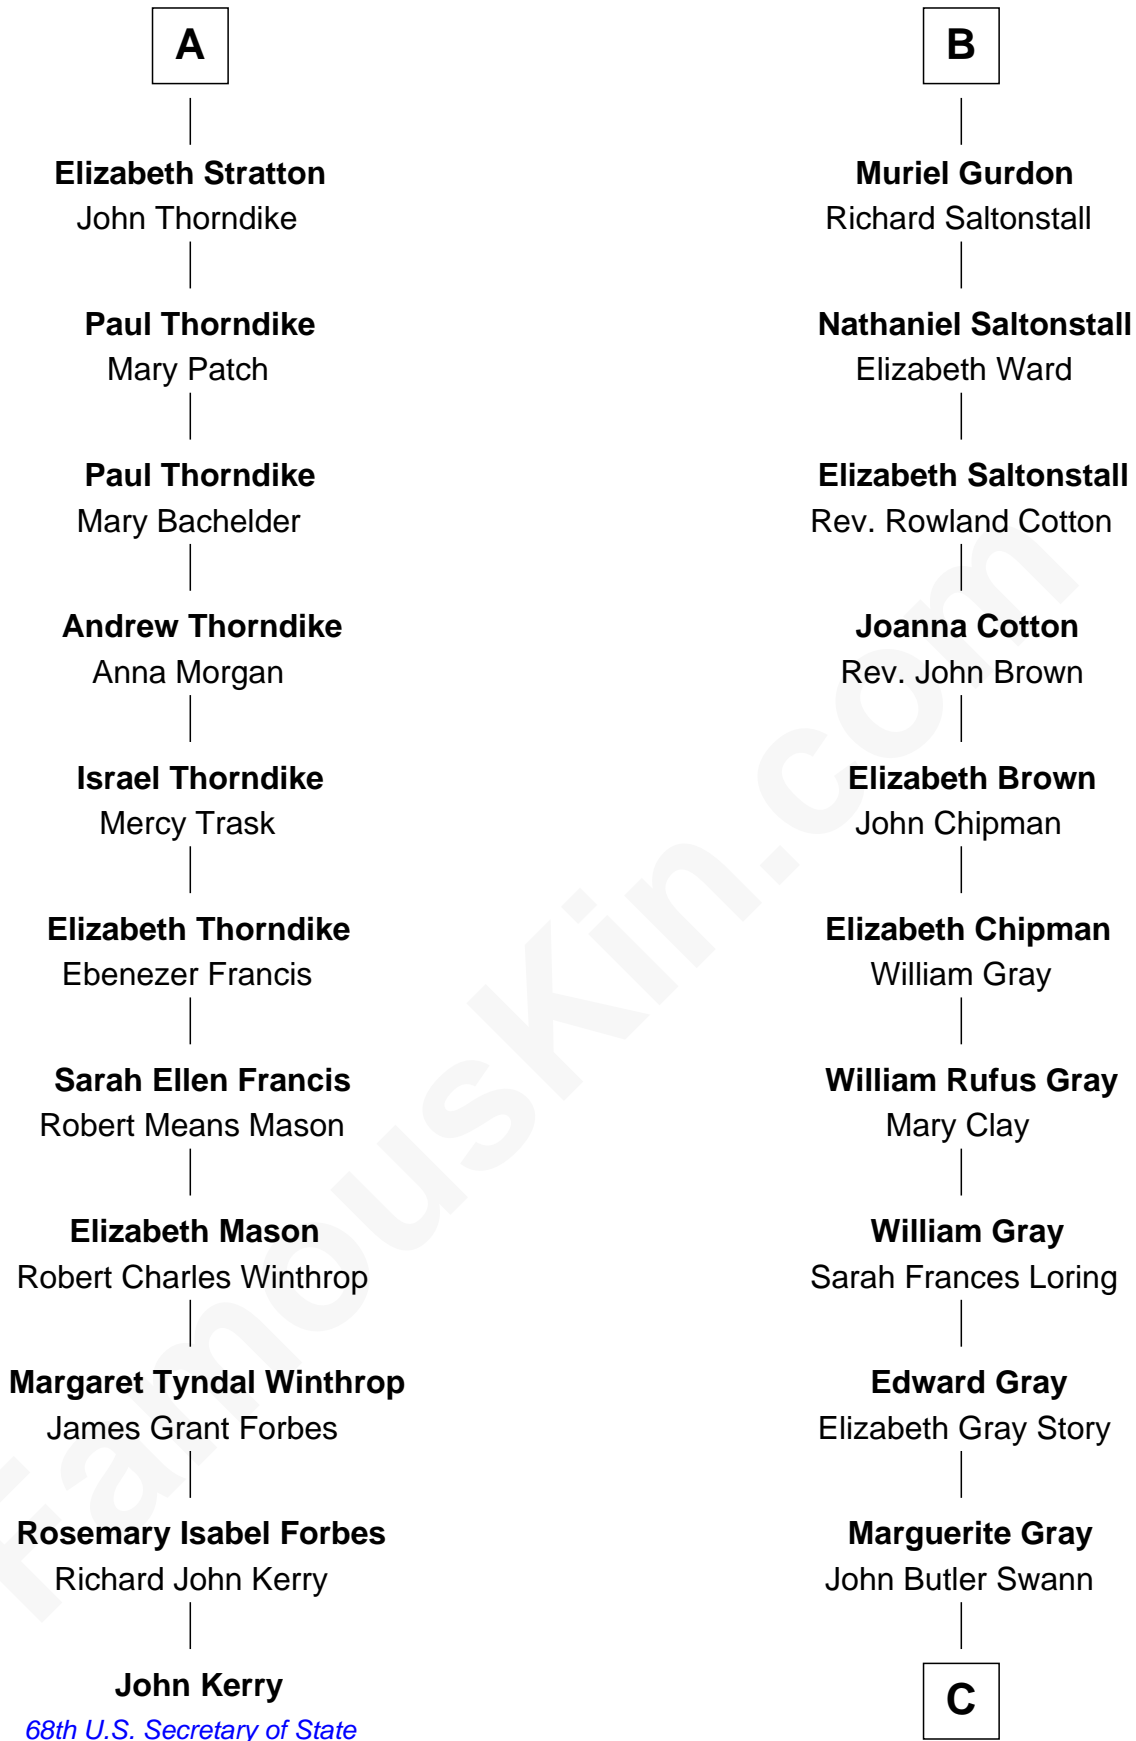 A
Elizabeth Stratton
John Thorndike
Paul Thorndike
Mary Patch
Paul Thorndike
Mary Bachelder
Andrew Thorndike
Anna Morgan
Israel Thorndike
Mercy Trask
Elizabeth Thorndike
Ebenezer Francis
Sarah Ellen Francis
Robert Means Mason
Elizabeth Mason
Robert Charles Winthrop
Margaret Tyndal Winthrop
James Grant Forbes
Rosemary Isabel Forbes
Richard John Kerry
John Kerry
68th U.S. Secretary of State
B
Muriel Gurdon
Richard Saltonstall
Nathaniel Saltonstall
Elizabeth Ward
Elizabeth Saltonstall
Rev. Rowland Cotton
Joanna Cotton
Rev. John Brown
Elizabeth Brown
John Chipman
Elizabeth Chipman
William Gray
William Rufus Gray
Mary Clay
William Gray
Sarah Frances Loring
Edward Gray
Elizabeth Gray Story
Marguerite Gray
John Butler Swann
C
FamousKin.com